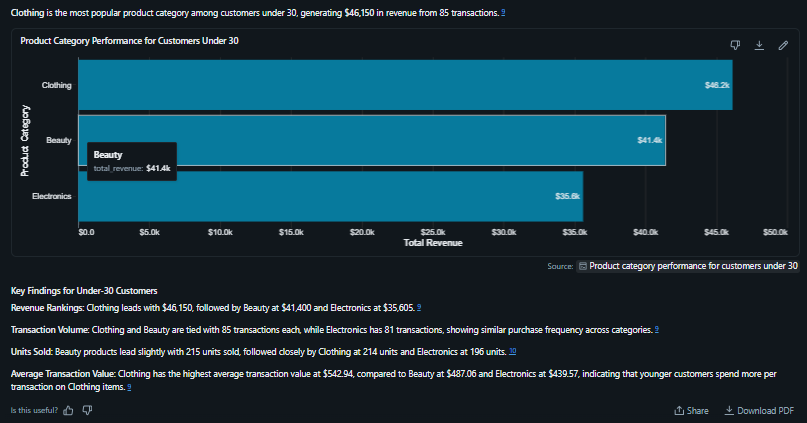 Clothing is the most popular product category among customers under 30, generating $46,150 in revenue from 85 transactions. 9
Product Category Performance for Customers Under 30
Product Category
Clothing
$46.2k
Beauty
$41.4k
Beauty
total_revenue: $41.4k
Electronics
$35.6k
$0.0 $5.0k $10.0k $15.0k $20.0k $25.0k $30.0k $35.0k $40.0k $45.0k $50.0k
Total Revenue
Source: Product category performance for customers under 30
Key Findings for Under-30 Customers
Revenue Rankings: Clothing leads with $46,150, followed by Beauty at $41,400 and Electronics at $35,605. 9
Transaction Volume: Clothing and Beauty are tied with 85 transactions each, while Electronics has 81 transactions, showing similar purchase frequency across categories. 9
Units Sold: Beauty products lead slightly with 215 units sold, followed closely by Clothing at 214 units and Electronics at 196 units. 10
Average Transaction Value: Clothing has the highest average transaction value at $542.94, compared to Beauty at $487.06 and Electronics at $439.57, indicating that younger customers spend more per
transaction on Clothing items. 9
Is this useful?
Share
Download PDF